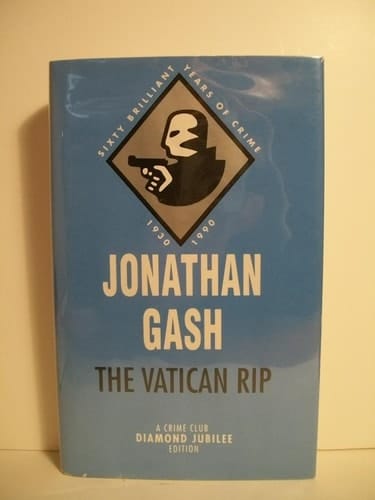 SIXTY BRILLIANT YEARS OF CRIME
1930 1990
JONATHAN
GASH
THE VATICAN RIP
A CRIME CLUB
DIAMOND JUBILEE
EDITION